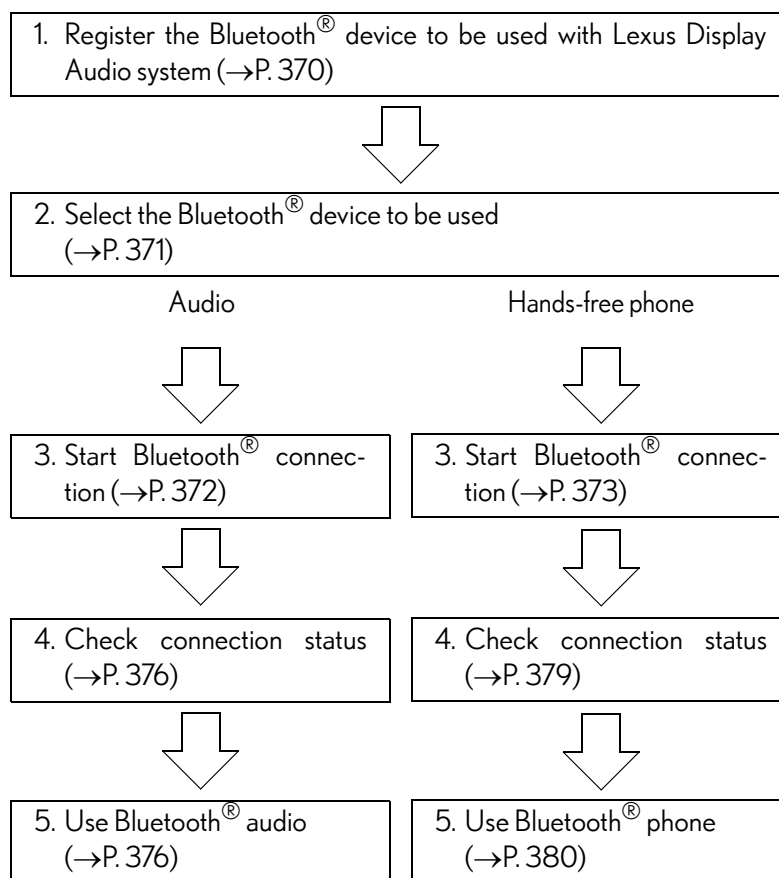 1. Register the Bluetooth® device to be used with Lexus Display
Audio system (→P. 370)
2. Select the Bluetooth® device to be used
(→P. 371)
Audio
Hands-free phone
3. Start Bluetooth® connec-
tion (→P. 372)
3. Start Bluetooth® connec-
tion (→P. 373)
4. Check connection status
(→P. 376)
4. Check connection status
(→P. 379)
5. Use Bluetooth® audio
(→P. 376)
5. Use Bluetooth® phone
(→P. 380)